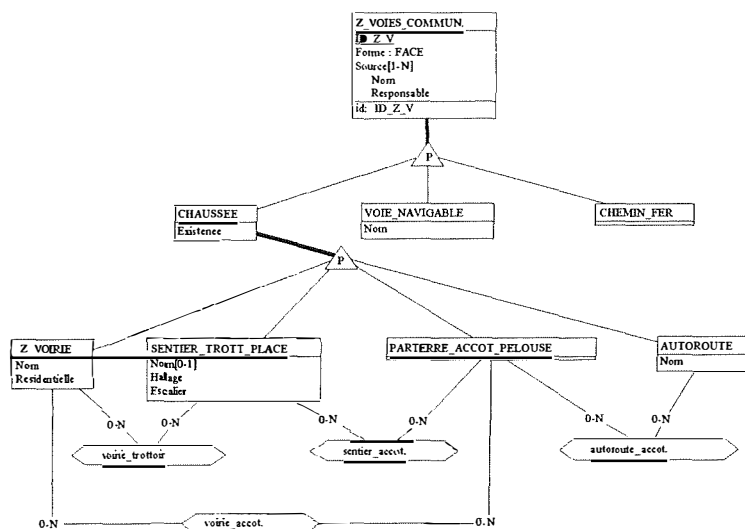 Z_VOIES_COMMUN.
ID_Z_V
Forme : FACE
Source[1-N]
Nom
Responsable
id: ID_Z_V
P
CHAUSSEE
Existence
VOIE_NAVIGABLE
Nom
CHEMIN_FER
P
Z_VOIRIE
Nom
Residentielle
SENTIER_TROTT_PLACE
Nom[0-1]
Hallage
Escalier
PARTERRE_ACCOT_PELOUSE
AUTOROUTE
Nom
0-N
0-N
0-N
0-N
0-N
0-N
voirie_trottoir
sentier_accot.
autoroute_accot.
0-N
voirie_accot.
0-N